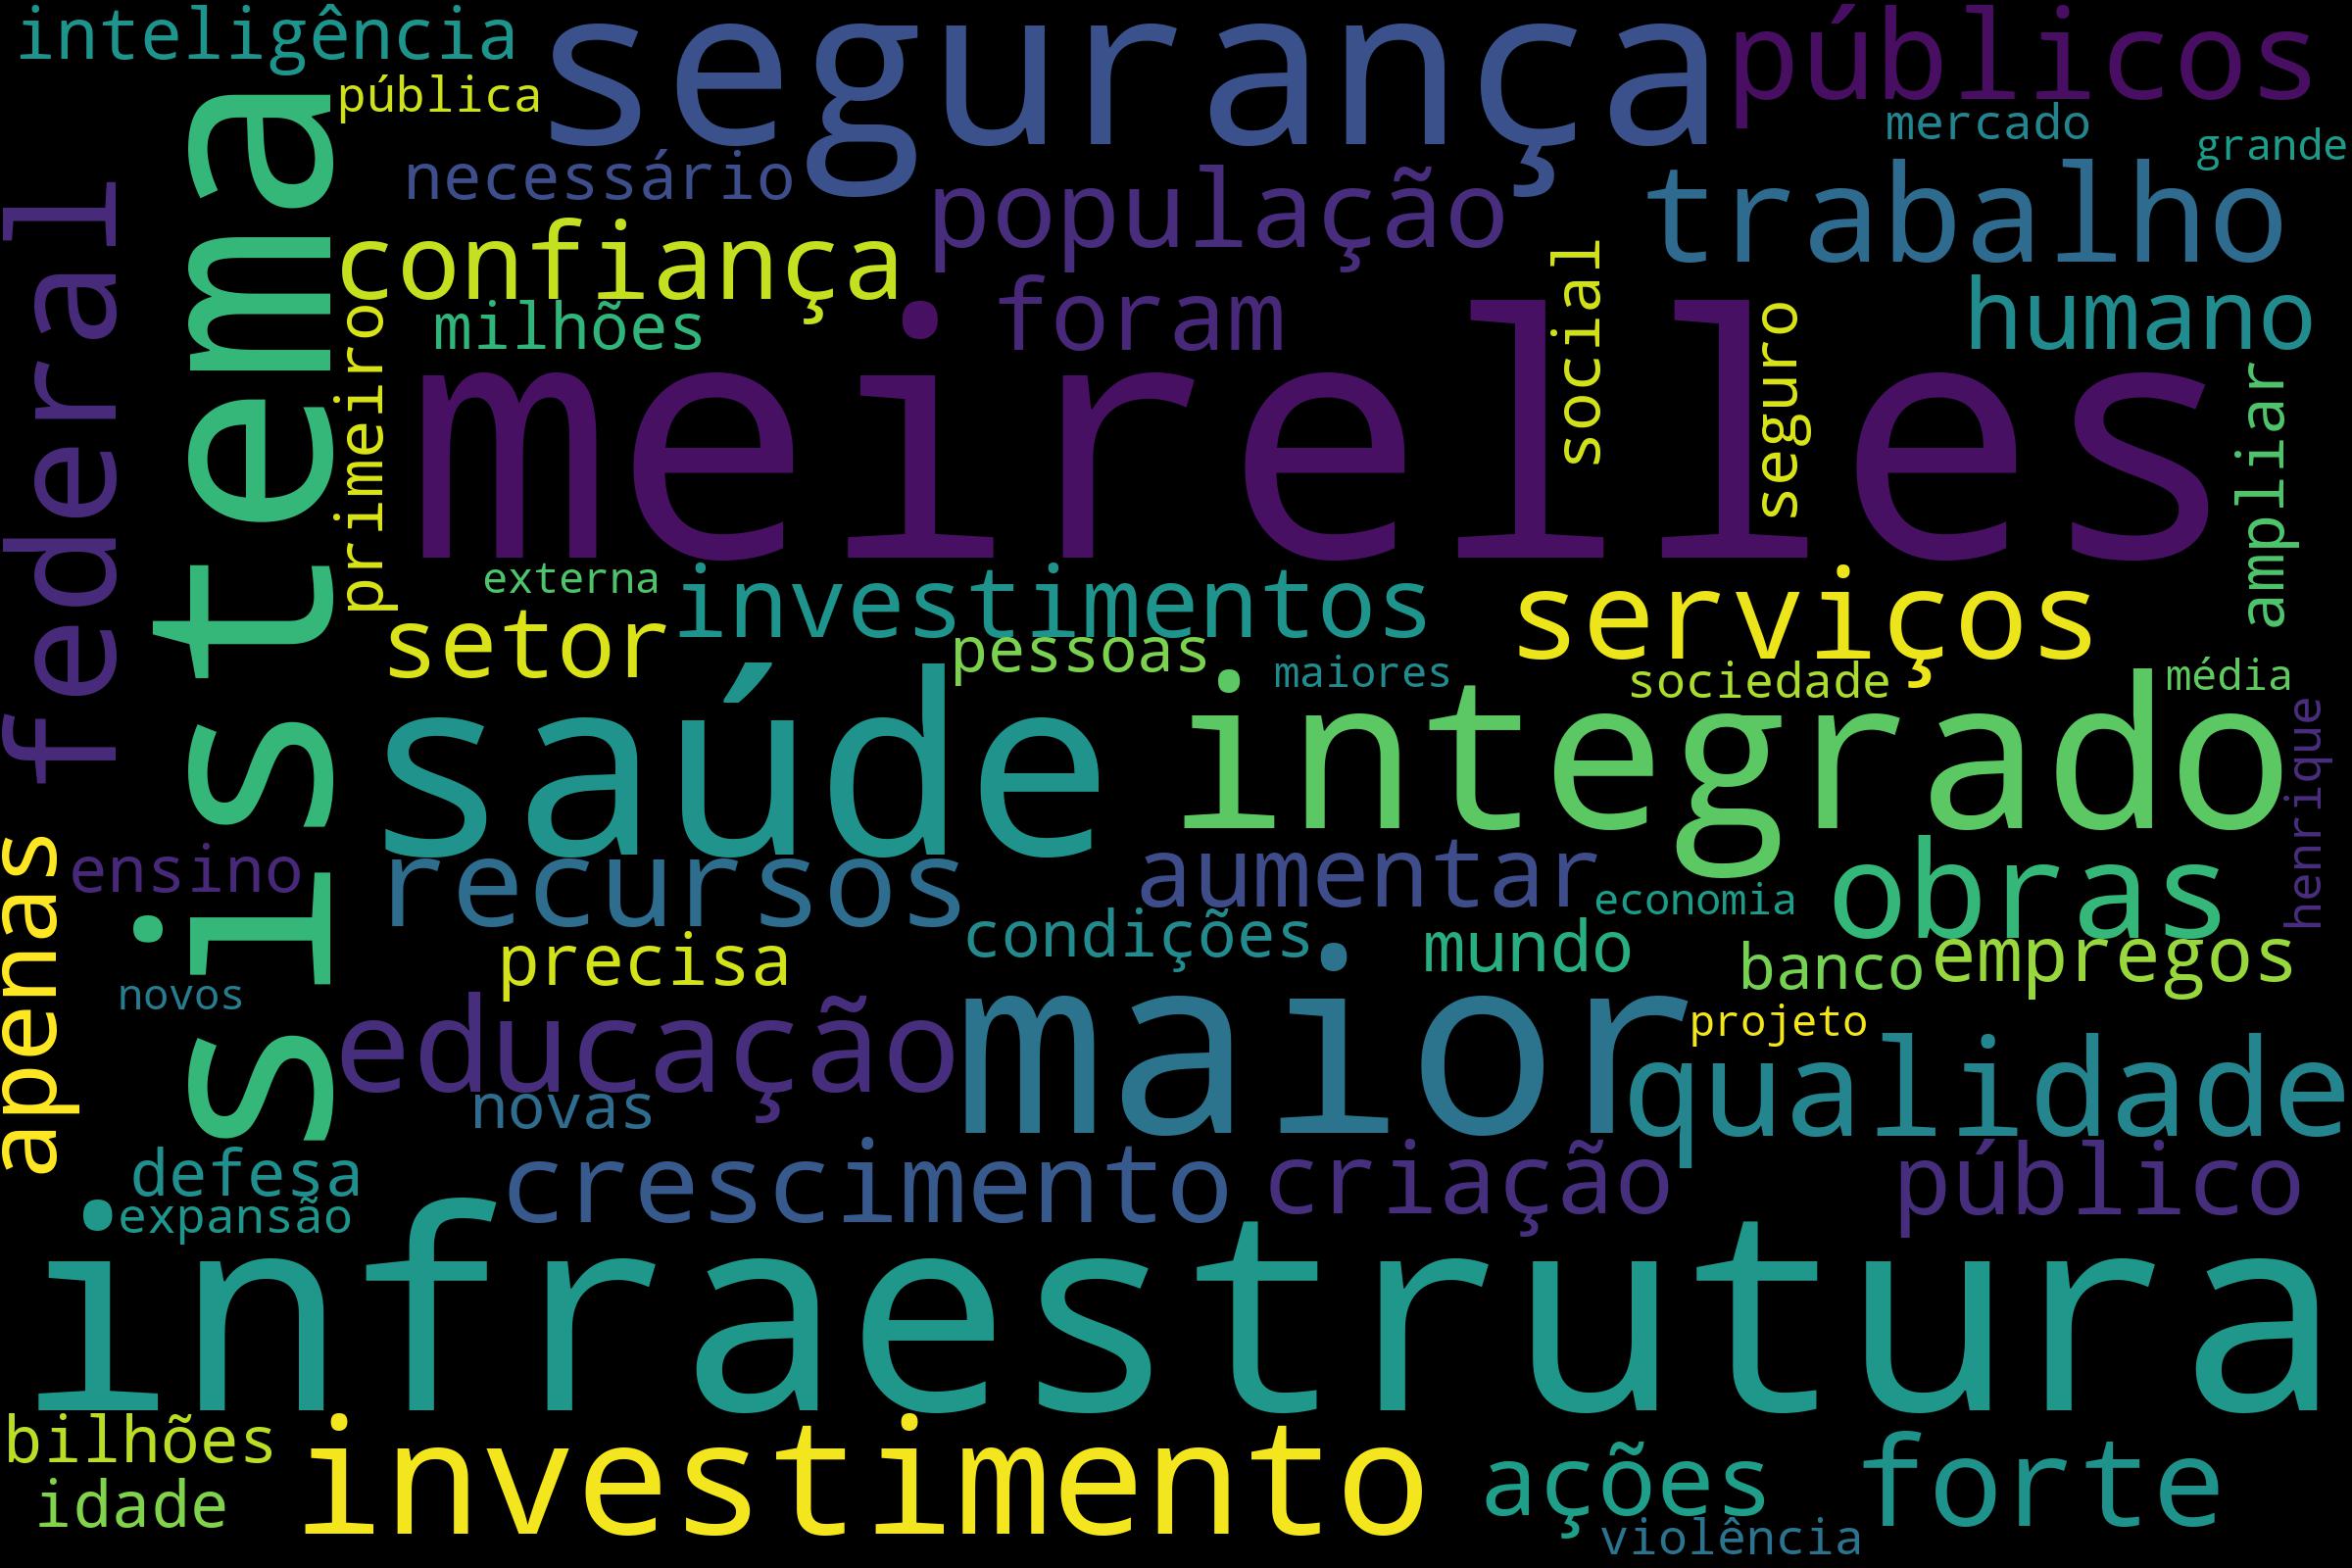 inteligência
segurança
públicos
pública
mercado
grande
necessário
população
trabalho
federal
sistema
confiança
foram
social
humano
milhões
primeiro
meirelles
seguro
ampliar
externa
investimentos
serviços
setor
pessoas
maiores
sociedade
média
saúde
integrado
henrique
apenas
ensino
recursos
aumentar
economia
obras
precisa
condições
mundo
banco
empregos
novos
educação
maior
projeto
qualidade
novas
defesa
crescimento
criação
público
expansão
infraestrutura
bilhões
investimento
ações
forte
idade
violência